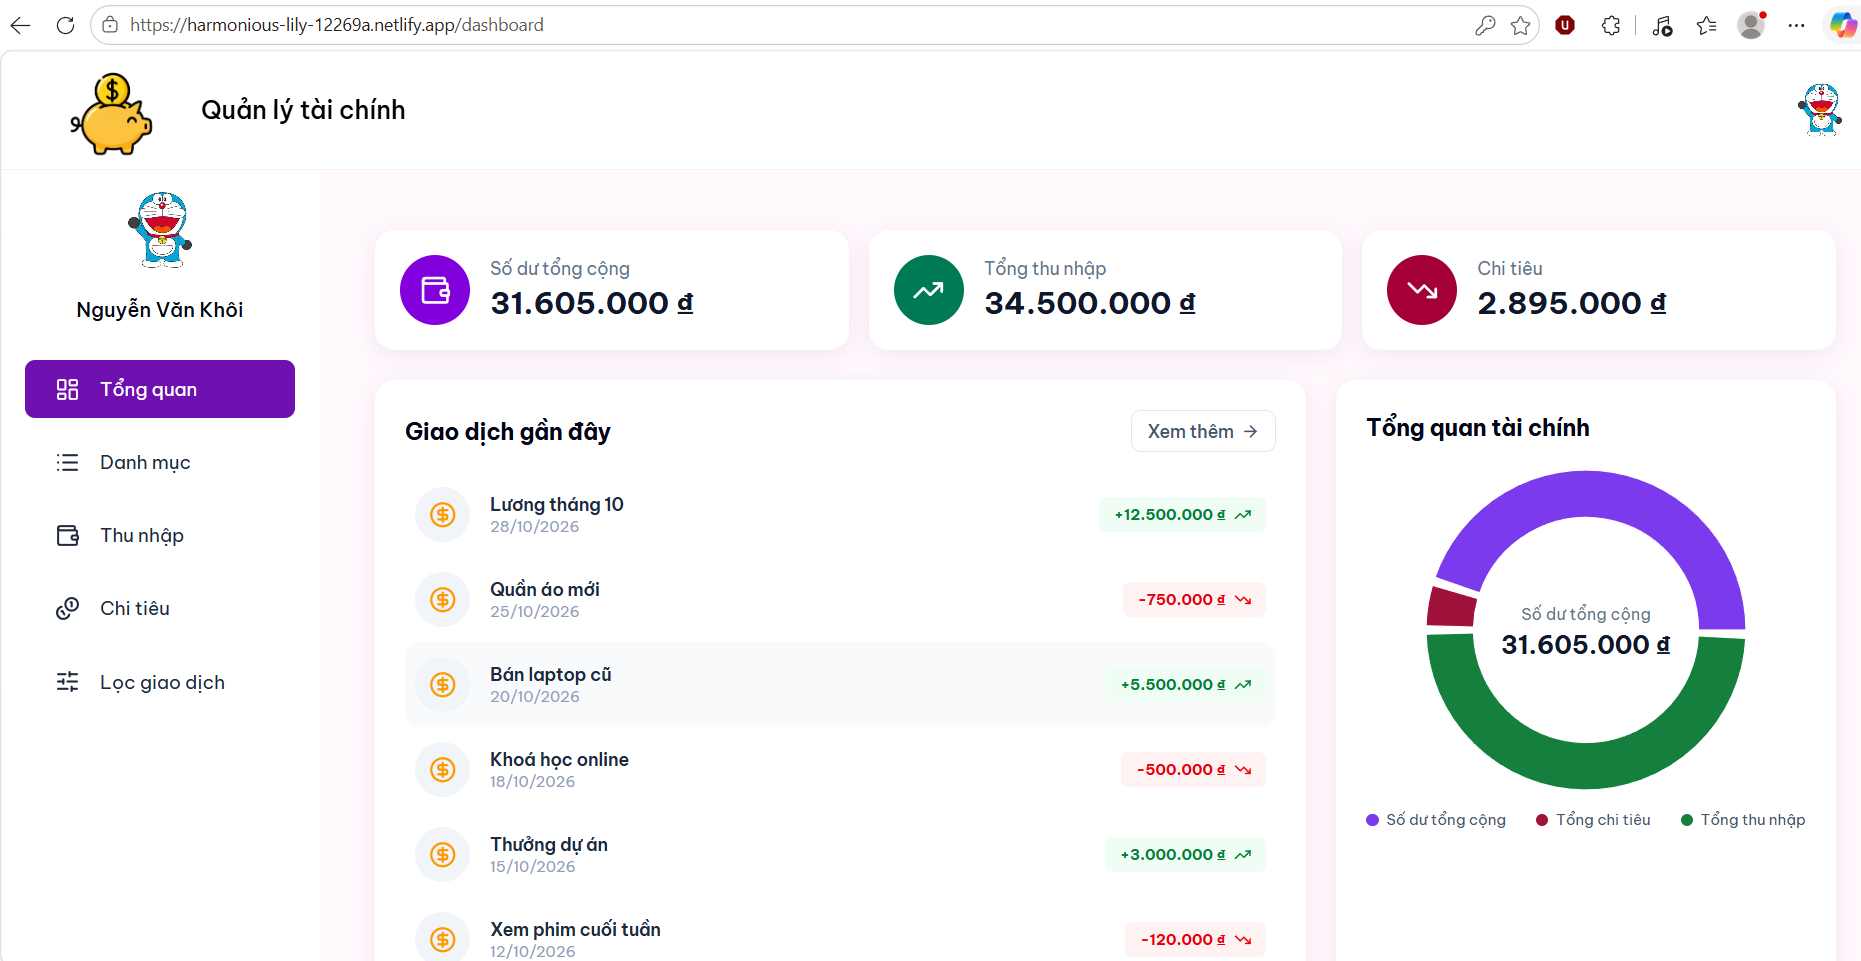 https://harmonious-lily-12269a.netlify.app/dashboard
Quản lý tài chính
Nguyễn Văn Khôi
Tổng quan
Danh mục
Thu nhập
Chi tiêu
Lọc giao dịch
Số dư tổng cộng
31.605.000 ₫
Tổng thu nhập
34.500.000 ₫
Chi tiêu
2.895.000 ₫
Giao dịch gần đây
Xem thêm
Lương tháng 10
28/10/2026
+12.500.000 ₫
Quần áo mới
25/10/2026
-750.000 ₫
Bán laptop cũ
20/10/2026
+5.500.000 ₫
Khoá học online
18/10/2026
-500.000 ₫
Thưởng dự án
15/10/2026
+3.000.000 ₫
Xem phim cuối tuần
12/10/2026
-120.000 ₫
Tổng quan tài chính
Số dư tổng cộng
31.605.000 ₫
Số dư tổng cộng
Tổng chi tiêu
Tổng thu nhập